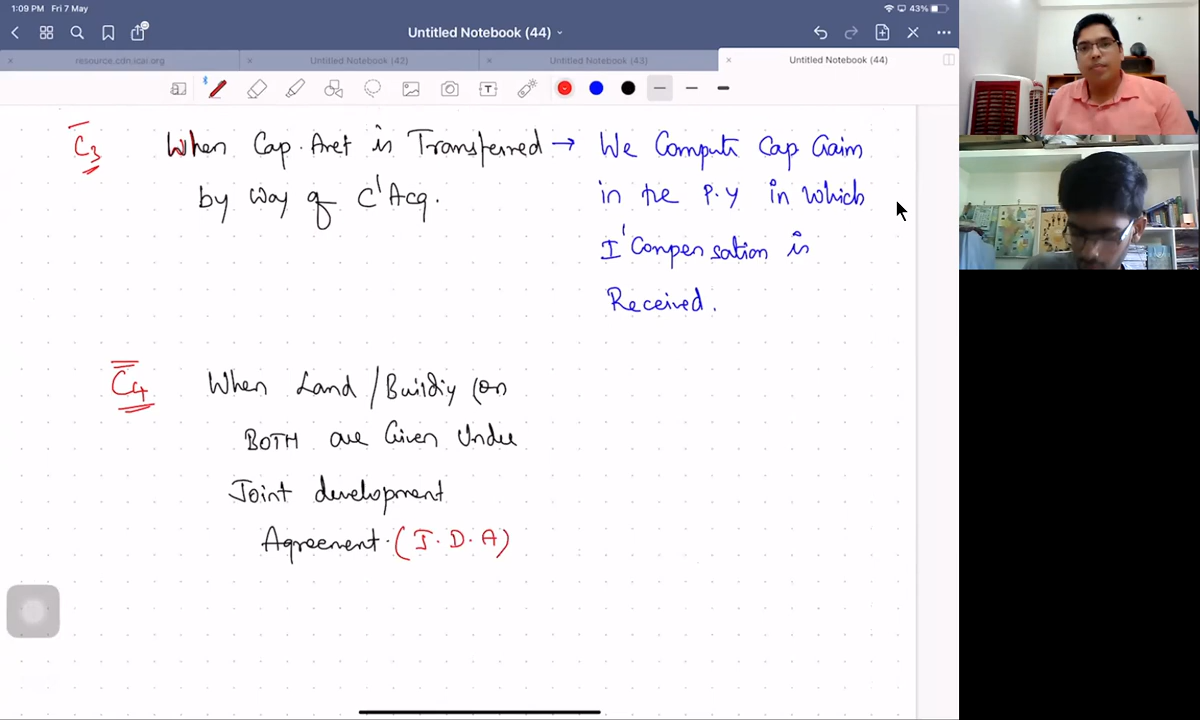 1:09 PM Fri 7 May
43%
Untitled Notebook (44)
resource.cdn.icai.org
Untitled Notebook (42)
Untitled Notebook (43)
Untitled Notebook (44)
C3 When Cap. Aset is Transferred → We Compute Cap Gain
by Way of C'Acq. in the P.Y in Which
I'Compensation is
Received.
C4 When Land/Buildiy (or)
BOTH are Given Under
Joint development
Agreement. (J.D.A)